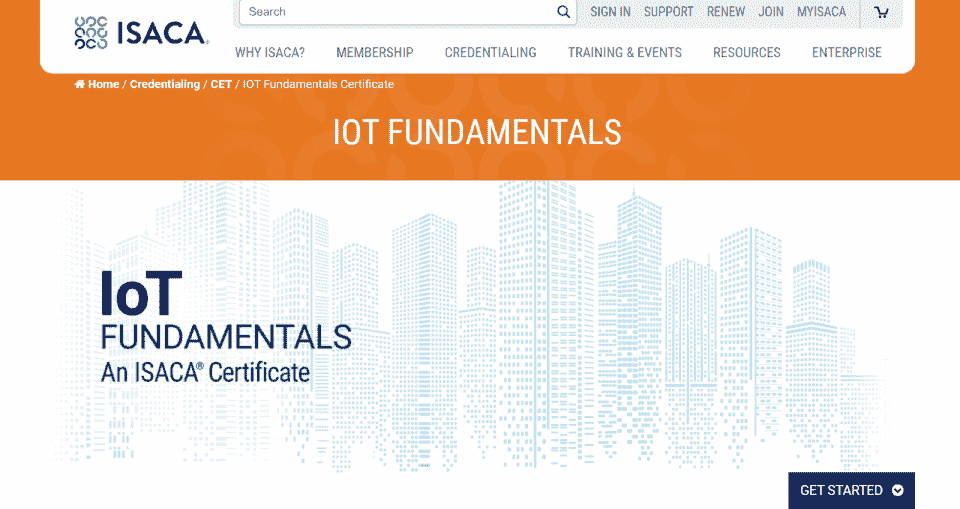 Search
SIGN IN SUPPORT RENEW JOIN MYISACA
ISACA®
WHY ISACA? MEMBERSHIP CREDENTIALING TRAINING & EVENTS RESOURCES ENTERPRISE
Home / Credentialing / CET / IOT Fundamentals Certificate
IOT FUNDAMENTALS
IoT
FUNDAMENTALS
An ISACA® Certificate
GET STARTED